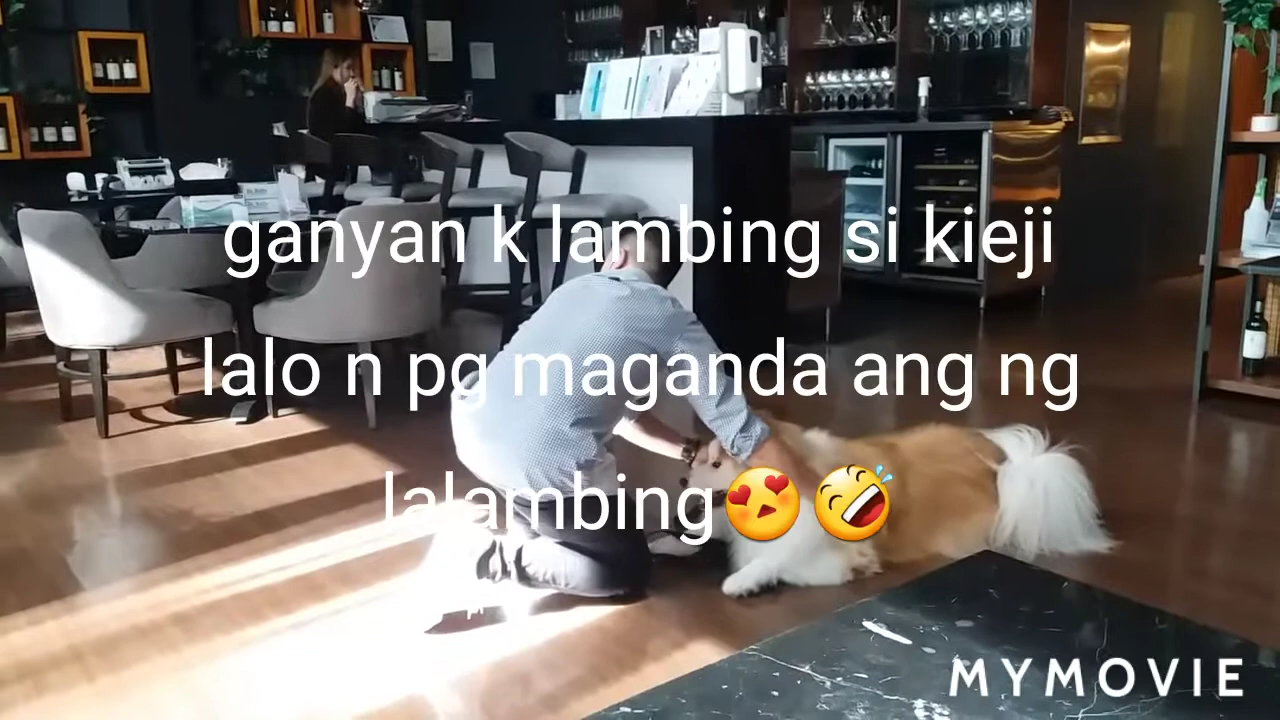 ganyan k lambing si kieji
lalo n pg maganda ang ng
lalambing😍🤣
MYMOVIE